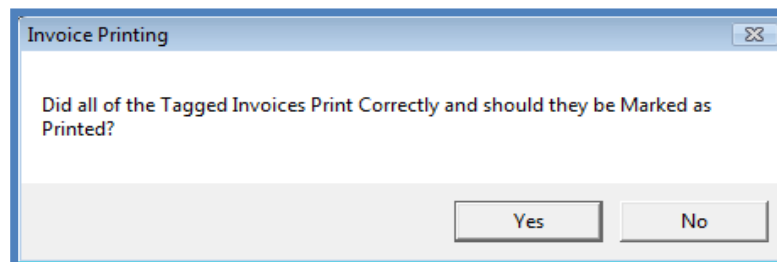 Invoice Printing
Did all of the Tagged Invoices Print Correctly and should they be Marked as
Printed?
Yes
No